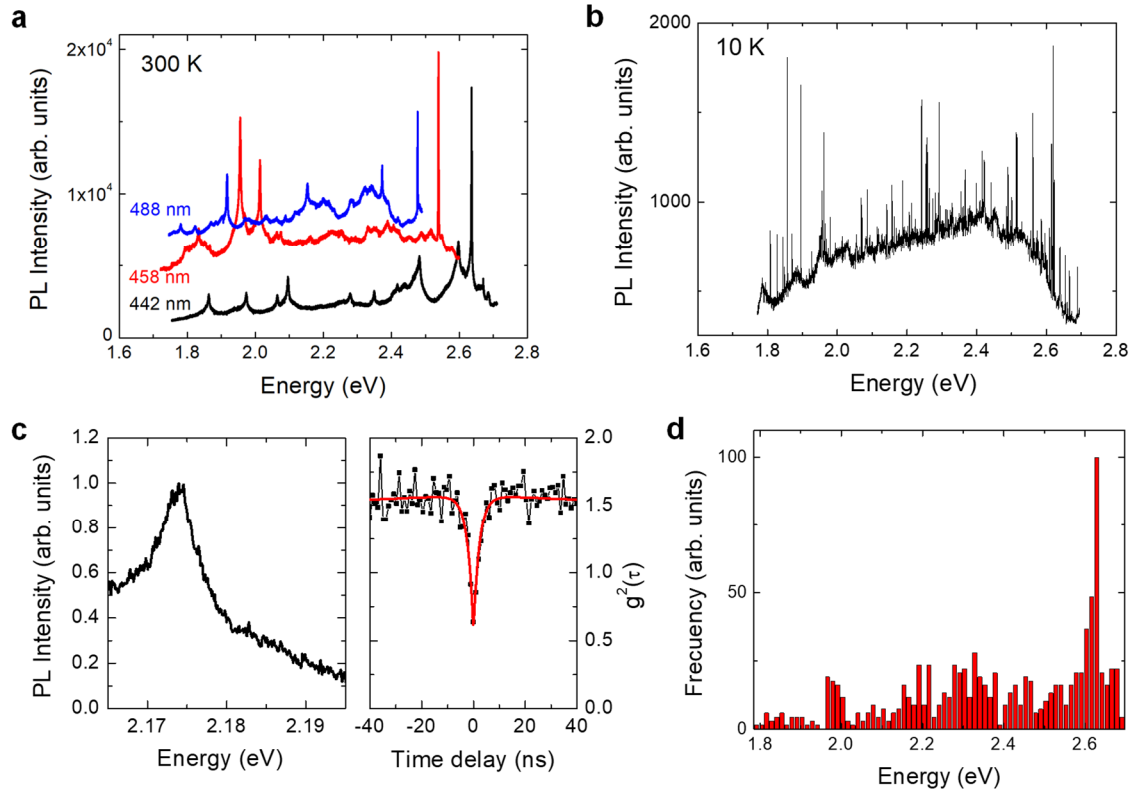 a
300 K
488 nm
458 nm
442 nm
PL Intensity (arb. units)
0
1x10⁴
2x10⁴
1.6 1.8 2.0 2.2 2.4 2.6 2.8
Energy (eV)
b
10 K
PL Intensity (arb. units)
1000
2000
1.6 1.8 2.0 2.2 2.4 2.6 2.8
Energy (eV)
c
PL Intensity (arb. units)
0.0
0.2
0.4
0.6
0.8
1.0
1.2
2.17 2.18 2.19
Energy (eV)
-40 -20 0 20 40
Time delay (ns)
0.0
0.5
1.0
1.5
2.0
g²(τ)
d
Frecuency (arb. units)
0
50
100
1.8 2.0 2.2 2.4 2.6
Energy (eV)